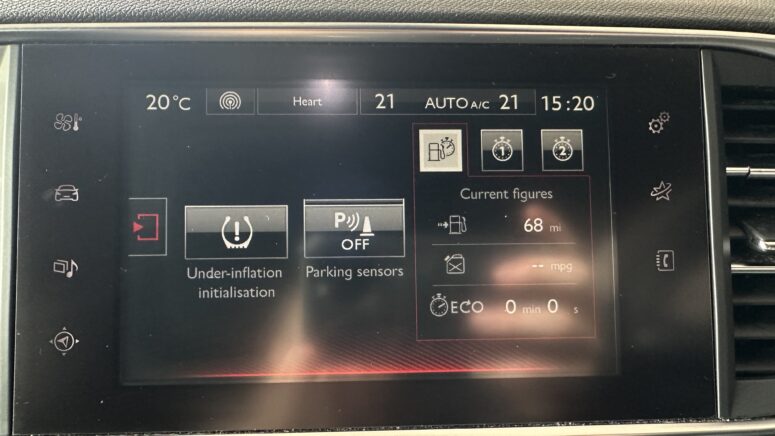 20°C
Heart
21
AUTO A/C 21
15:20
1
2
Current figures
68 mi
-- mpg
ECO 0 min 0 s
P
OFF
Under-inflation
initialisation
Parking sensors